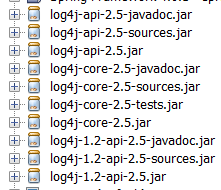 log4j-api-2.5-javadoc.jar
log4j-api-2.5-sources.jar
log4j-api-2.5.jar
log4j-core-2.5-javadoc.jar
log4j-core-2.5-sources.jar
log4j-core-2.5-tests.jar
log4j-core-2.5.jar
log4j-1.2-api-2.5-javadoc.jar
log4j-1.2-api-2.5-sources.jar
log4j-1.2-api-2.5.jar